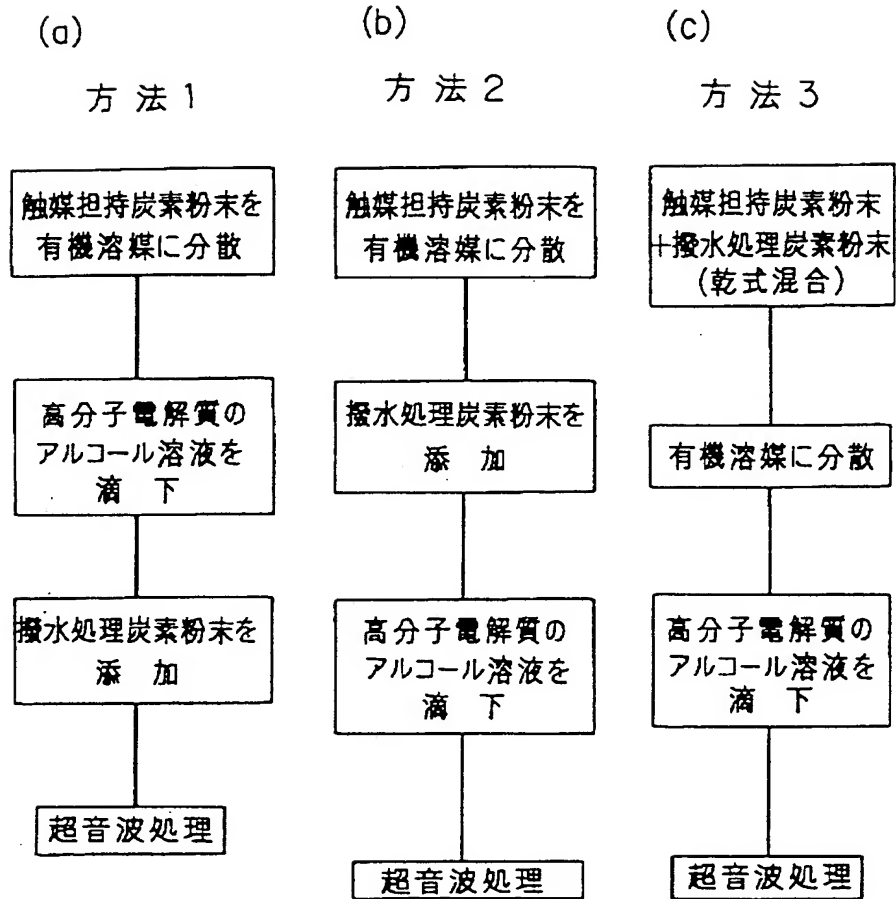 (a)
方法1
触媒担持炭素粉末を
有機溶媒に分散
高分子電解質の
アルコール溶液を
滴下
撥水処理炭素粉末を
添加
超音波処理
(b)
方法2
触媒担持炭素粉末を
有機溶媒に分散
撥水処理炭素粉末を
添加
高分子電解質の
アルコール溶液を
滴下
超音波処理
(c)
方法3
触媒担持炭素粉末
+撥水処理炭素粉末
(乾式混合)
有機溶媒に分散
高分子電解質の
アルコール溶液を
滴下
超音波処理